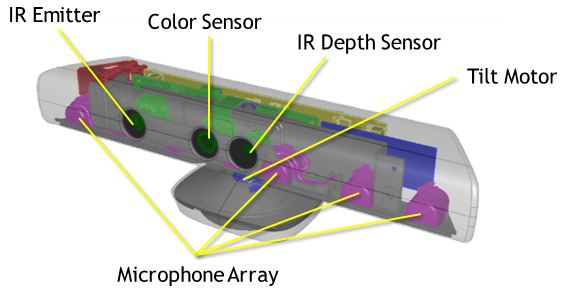 IR Emitter
Color Sensor
IR Depth Sensor
Tilt Motor
Microphone Array